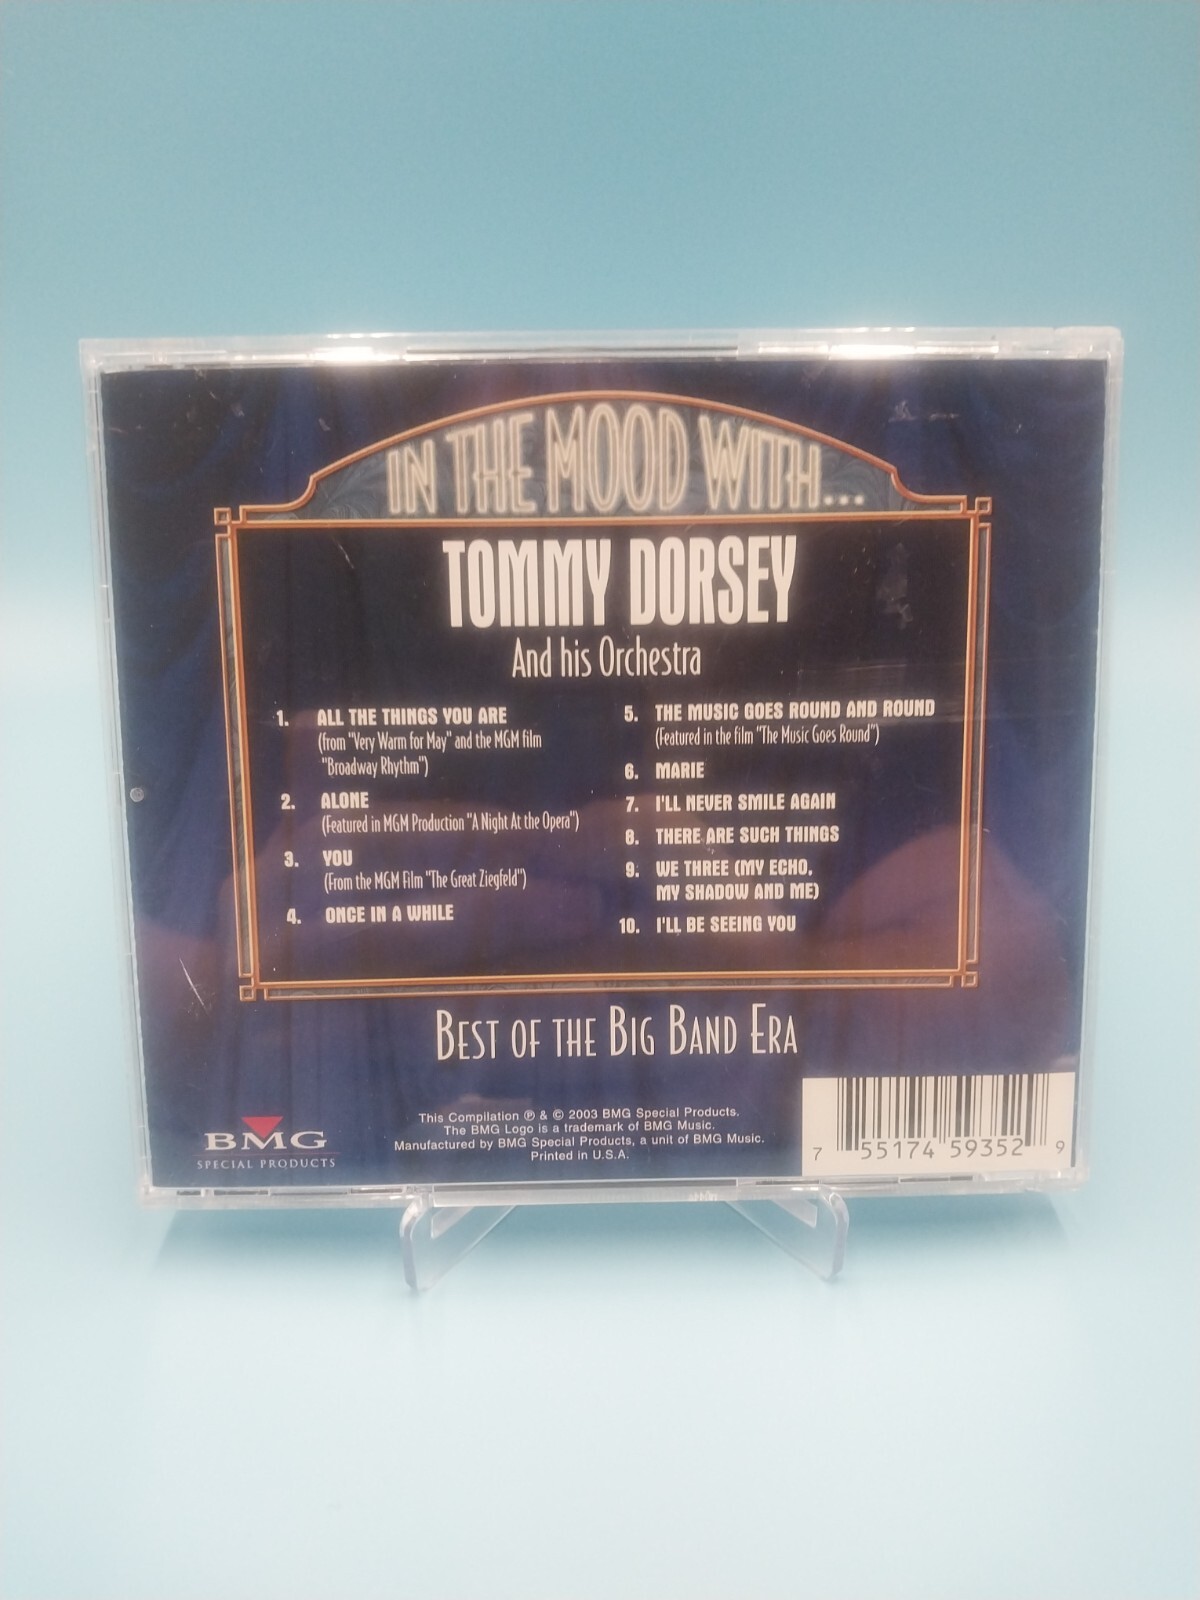 IN THE MOOD WITH...
TOMMY DORSEY
And his Orchestra
1. ALL THE THINGS YOU ARE
(from "Very Warm for May" and the MGM film
"Broadway Rhythm")
2. ALONE
(Featured in MGM Production "A Night At the Opera")
3. YOU
(From the MGM Film "The Great Ziegfeld")
4. ONCE IN A WHILE
5. THE MUSIC GOES ROUND AND ROUND
(Featured in the film "The Music Goes Round")
6. MARIE
7. I'LL NEVER SMILE AGAIN
8. THERE ARE SUCH THINGS
9. WE THREE (MY ECHO,
MY SHADOW AND ME)
10. I'LL BE SEEING YOU
BEST OF THE BIG BAND ERA
BMG
SPECIAL PRODUCTS
This Compilation ℗ & © 2003 BMG Special Products.
The BMG Logo is a trademark of BMG Music.
Manufactured by BMG Special Products, a unit of BMG Music.
Printed in U.S.A.
7 55174 59352 9